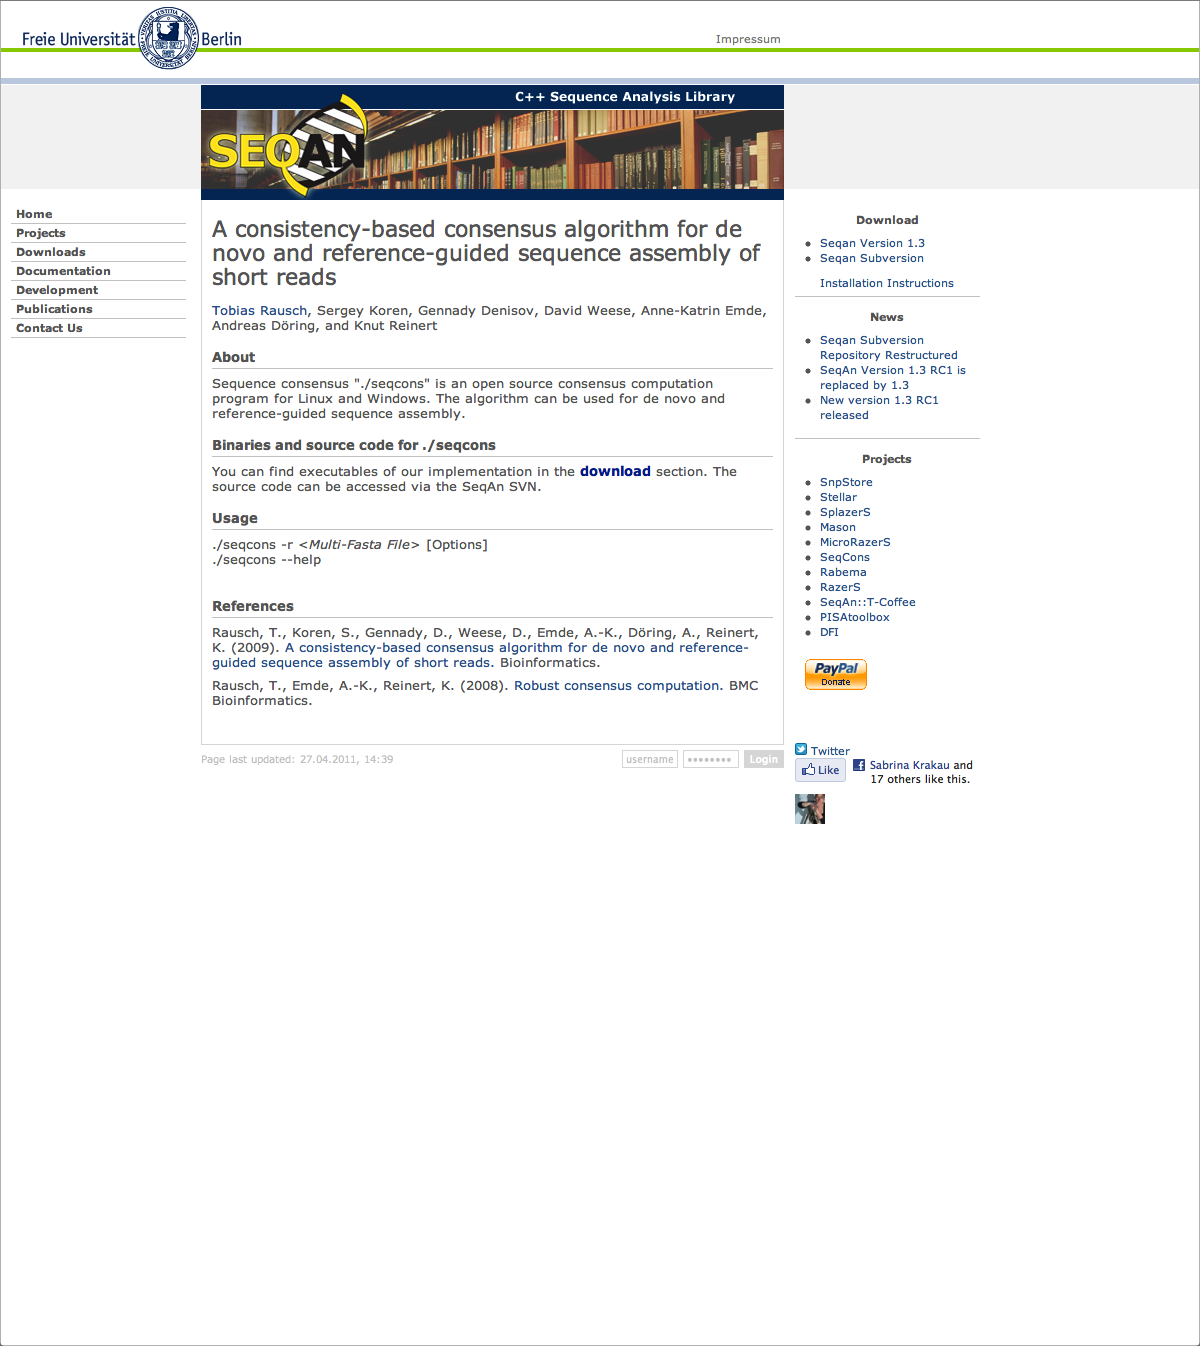 Freie Universität Berlin
Impressum
C++ Sequence Analysis Library
SEQAN
Home
Projects
Downloads
Documentation
Development
Publications
Contact Us
A consistency-based consensus algorithm for de
novo and reference-guided sequence assembly of
short reads
Tobias Rausch, Sergey Koren, Gennady Denisov, David Weese, Anne-Katrin Emde,
Andreas Döring, and Knut Reinert
About
Sequence consensus "./seqcons" is an open source consensus computation
program for Linux and Windows. The algorithm can be used for de novo and
reference-guided sequence assembly.
Binaries and source code for ./seqcons
You can find executables of our implementation in the download section. The
source code can be accessed via the SeqAn SVN.
Usage
./seqcons -r <Multi-Fasta File> [Options]
./seqcons --help
References
Rausch, T., Koren, S., Gennady, D., Weese, D., Emde, A.-K., Döring, A., Reinert,
K. (2009). A consistency-based consensus algorithm for de novo and reference-
guided sequence assembly of short reads. Bioinformatics.
Rausch, T., Emde, A.-K., Reinert, K. (2008). Robust consensus computation. BMC
Bioinformatics.
Page last updated: 27.04.2011, 14:39
username
••••••••
Login
Download
Seqan Version 1.3
Seqan Subversion
Installation Instructions
News
Seqan Subversion
Repository Restructured
SeqAn Version 1.3 RC1 is
replaced by 1.3
New version 1.3 RC1
released
Projects
SnpStore
Stellar
SplazerS
Mason
MicroRazerS
SeqCons
Rabema
RazerS
SeqAn::T-Coffee
PISAtoolbox
DFI
PayPal
Donate
Twitter
Like
Sabrina Krakau and
17 others like this.